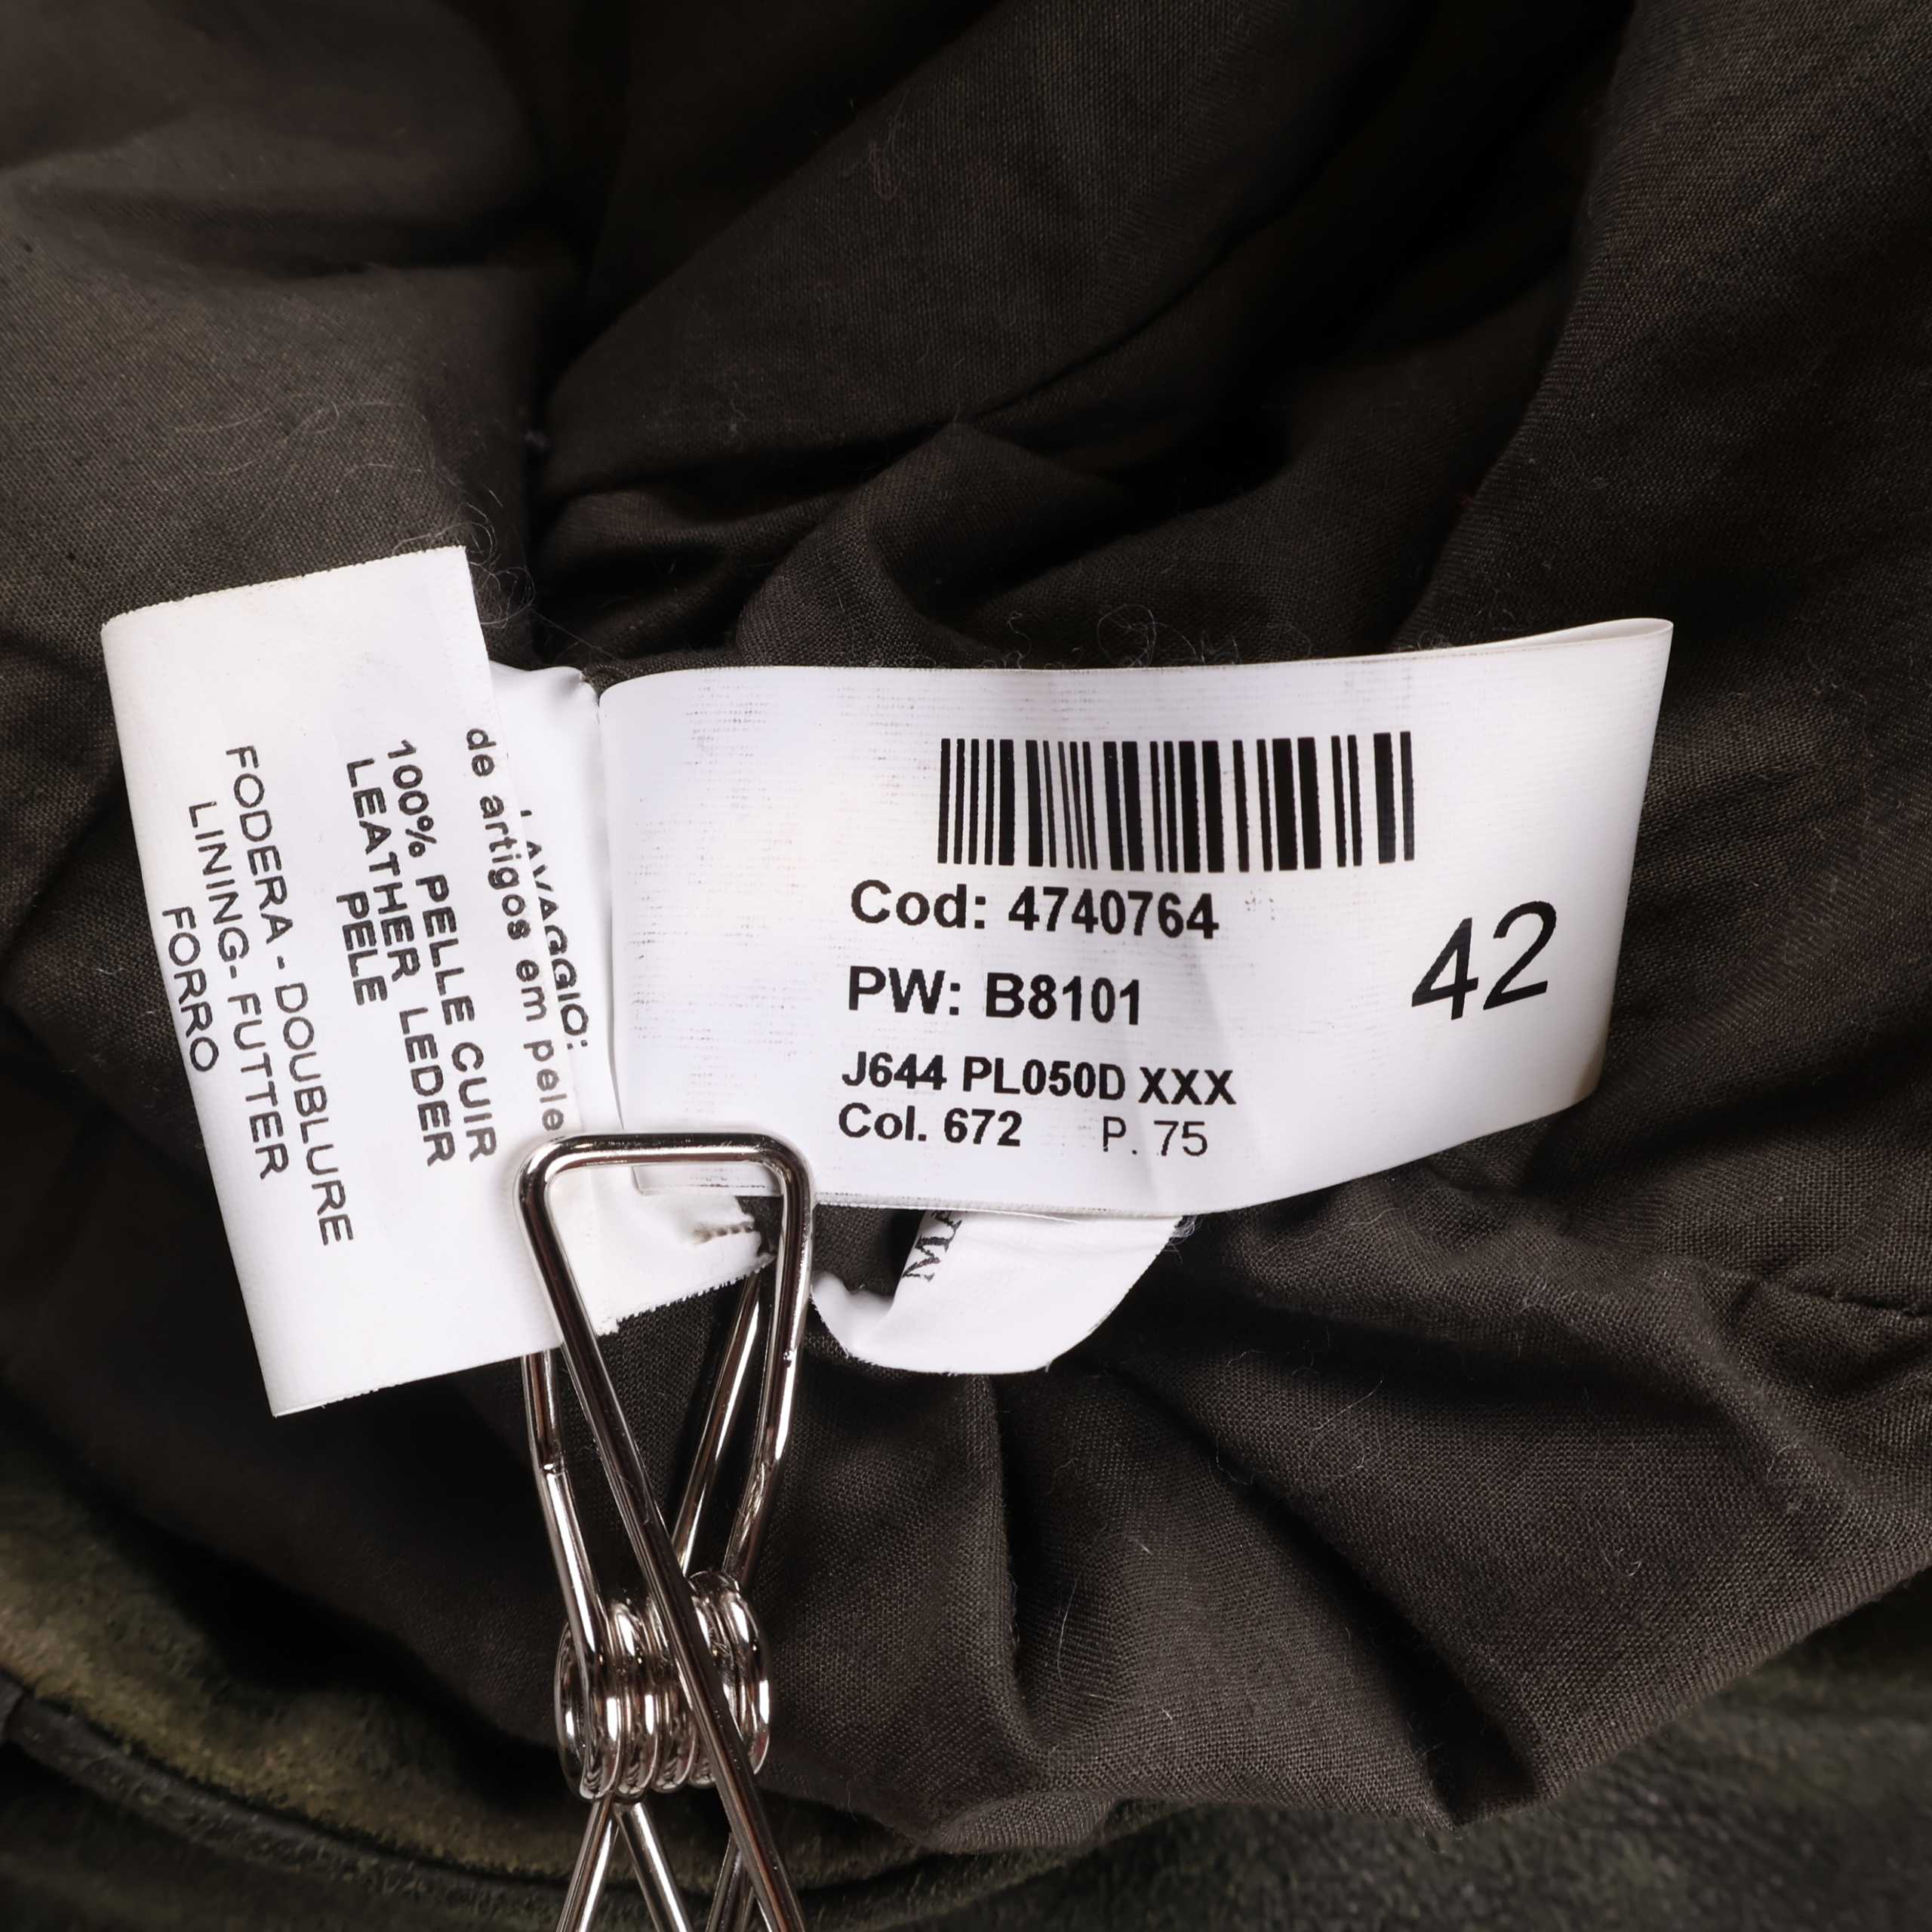 de artigos em pele
100% PELLE CUIR
LEATHER LEDER
PELE
FODERA - DOUBLURE
LINING- FUTTER
FORRO
LAVAGGIO:
Cod: 4740764
PW: B8101
J644 PL050D XXX
Col. 672 P. 75
42